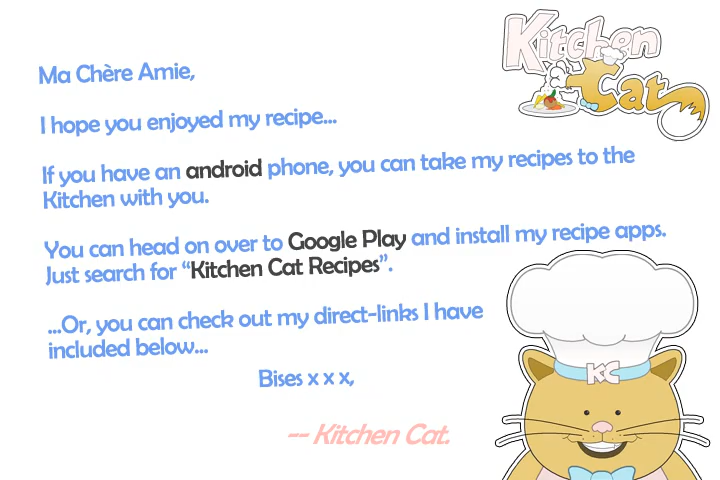 Kitchen
Cat
Ma Chère Amie,
I hope you enjoyed my recipe...
If you have an android phone, you can take my recipes to the
Kitchen with you.
You can head on over to Google Play and install my recipe apps.
Just search for “Kitchen Cat Recipes”.
...Or, you can check out my direct-links I have
included below...
Bises x x x,
-- Kitchen Cat.
KC